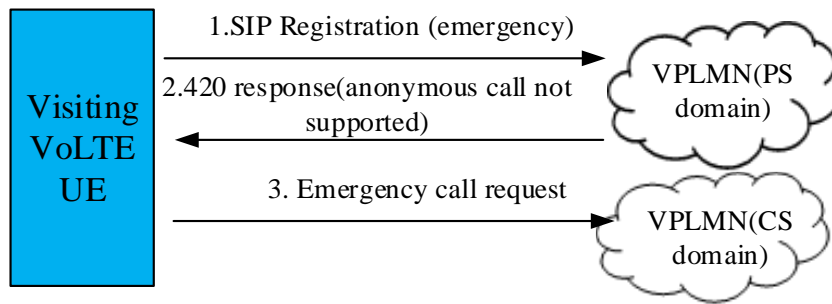 1.SIP Registration (emergency)
2.420 response(anonymous call not
supported)
3. Emergency call request
Visiting
VoLTE
UE
VPLMN(PS
domain)
VPLMN(CS
domain)